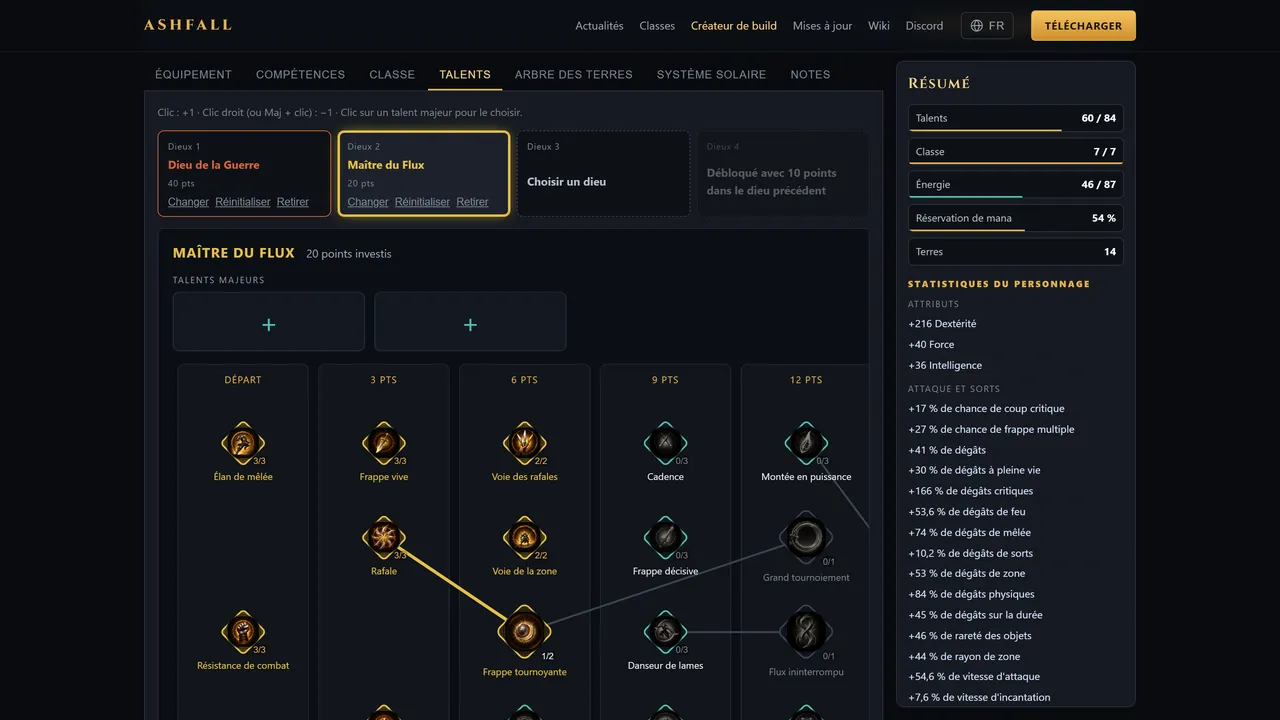 ASHFALL
Actualités
Classes
Créateur de build
Mises à jour
Wiki
Discord
FR
TÉLÉCHARGER
ÉQUIPEMENT
COMPÉTENCES
CLASSE
TALENTS
ARBRE DES TERRES
SYSTÈME SOLAIRE
NOTES
Clic : +1 · Clic droit (ou Maj + clic) : −1 · Clic sur un talent majeur pour le choisir.
Dieux 1
Dieu de la Guerre
40 pts
Changer Réinitialiser Retirer
Dieux 2
Maître du Flux
20 pts
Changer Réinitialiser Retirer
Dieux 3
Choisir un dieu
Dieux 4
Débloqué avec 10 points
dans le dieu précédent
MAÎTRE DU FLUX 20 points investis
TALENTS MAJEURS
+
+
DÉPART
3 PTS
6 PTS
9 PTS
12 PTS
3/3
Élan de mêlée
3/3
Frappe vive
2/2
Voie des rafales
0/3
Cadence
0/3
Montée en puissance
3/3
Rafale
2/2
Voie de la zone
0/3
Frappe décisive
0/1
Grand tournoiement
3/3
Résistance de combat
1/2
Frappe tournoyante
0/3
Danseur de lames
0/1
Flux ininterrompu
RÉSUMÉ
Talents 60 / 84
Classe 7 / 7
Énergie 46 / 87
Réservation de mana 54 %
Terres 14
STATISTIQUES DU PERSONNAGE
ATTRIBUTS
+216 Dextérité
+40 Force
+36 Intelligence
ATTAQUE ET SORTS
+17 % de chance de coup critique
+27 % de chance de frappe multiple
+41 % de dégâts
+30 % de dégâts à pleine vie
+166 % de dégâts critiques
+53,6 % de dégâts de feu
+74 % de dégâts de mêlée
+10,2 % de dégâts de sorts
+53 % de dégâts de zone
+84 % de dégâts physiques
+45 % de dégâts sur la durée
+46 % de rareté des objets
+44 % de rayon de zone
+54,6 % de vitesse d'attaque
+7,6 % de vitesse d'incantation